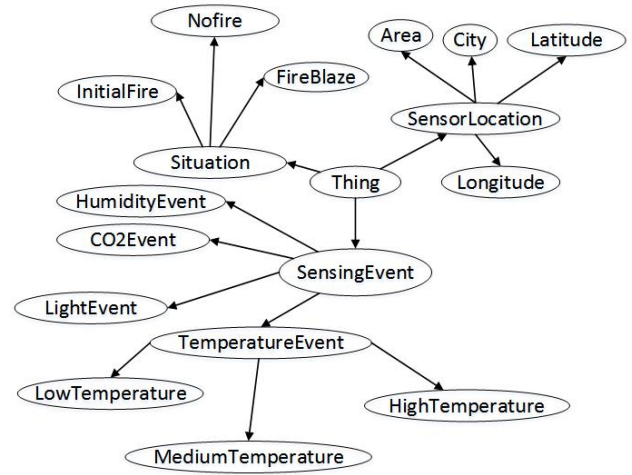 Nofire
Area
City
Latitude
FireBlaze
InitialFire
SensorLocation
Situation
Thing
Longitude
HumidityEvent
CO2Event
SensingEvent
LightEvent
TemperatureEvent
LowTemperature
HighTemperature
MediumTemperature